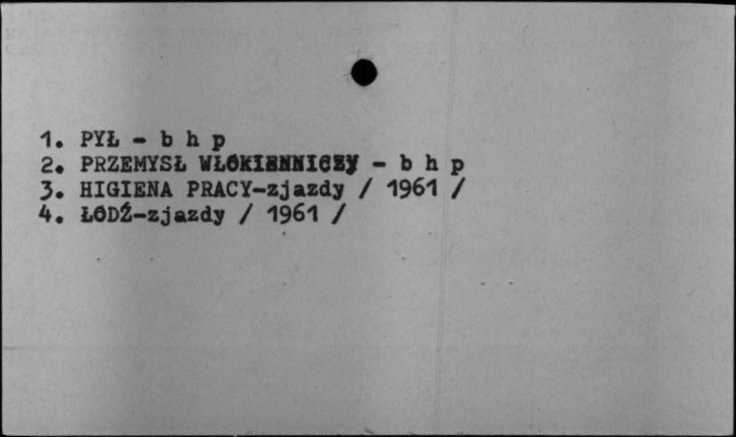 1. PYŁ - b h p
2. PRZEMYSŁ WŁÓKIENNICZY - b h p
3. HIGIENA PRACY-zjazdy / 1961 /
4. ŁÓDŹ-zjazdy / 1961 /